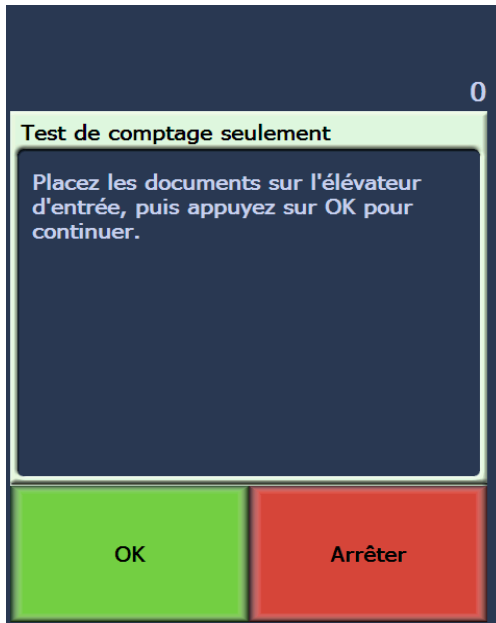 0
Test de comptage seulement
Placez les documents sur l'élévateur
d'entrée, puis appuyez sur OK pour
continuer.
OK
Arrêter